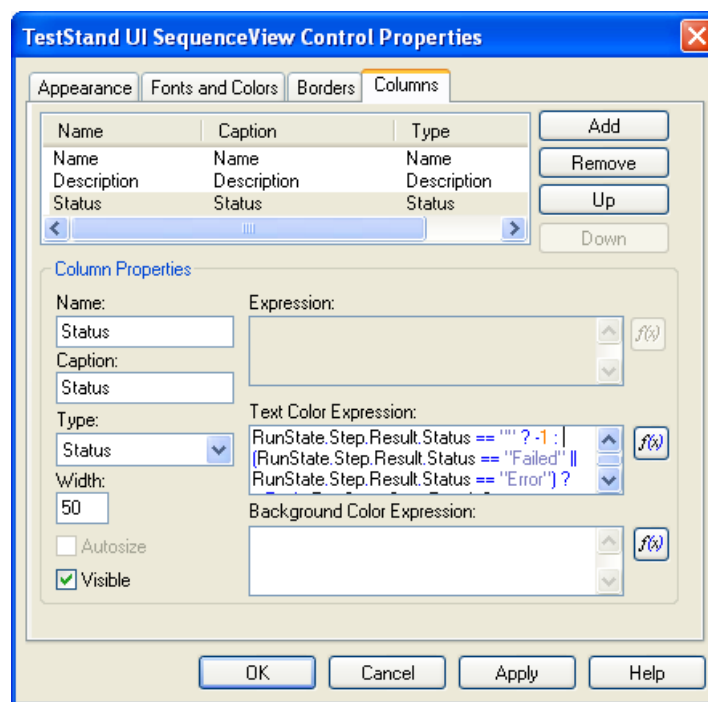 TestStand UI SequenceView Control Properties
Appearance Fonts and Colors Borders Columns
Name Caption Type
Name Name Name
Description Description Description
Status Status Status
Add
Remove
Up
Down
Column Properties
Name:
Status
Caption:
Status
Type:
Status
Width:
50
Autosize
Visible
Expression:
f(x)
Text Color Expression:
RunState.Step.Result.Status == "" ? -1 :
(RunState.Step.Result.Status == "Failed" ||
RunState.Step.Result.Status == "Error") ?
f(x)
Background Color Expression:
f(x)
OK Cancel Apply Help